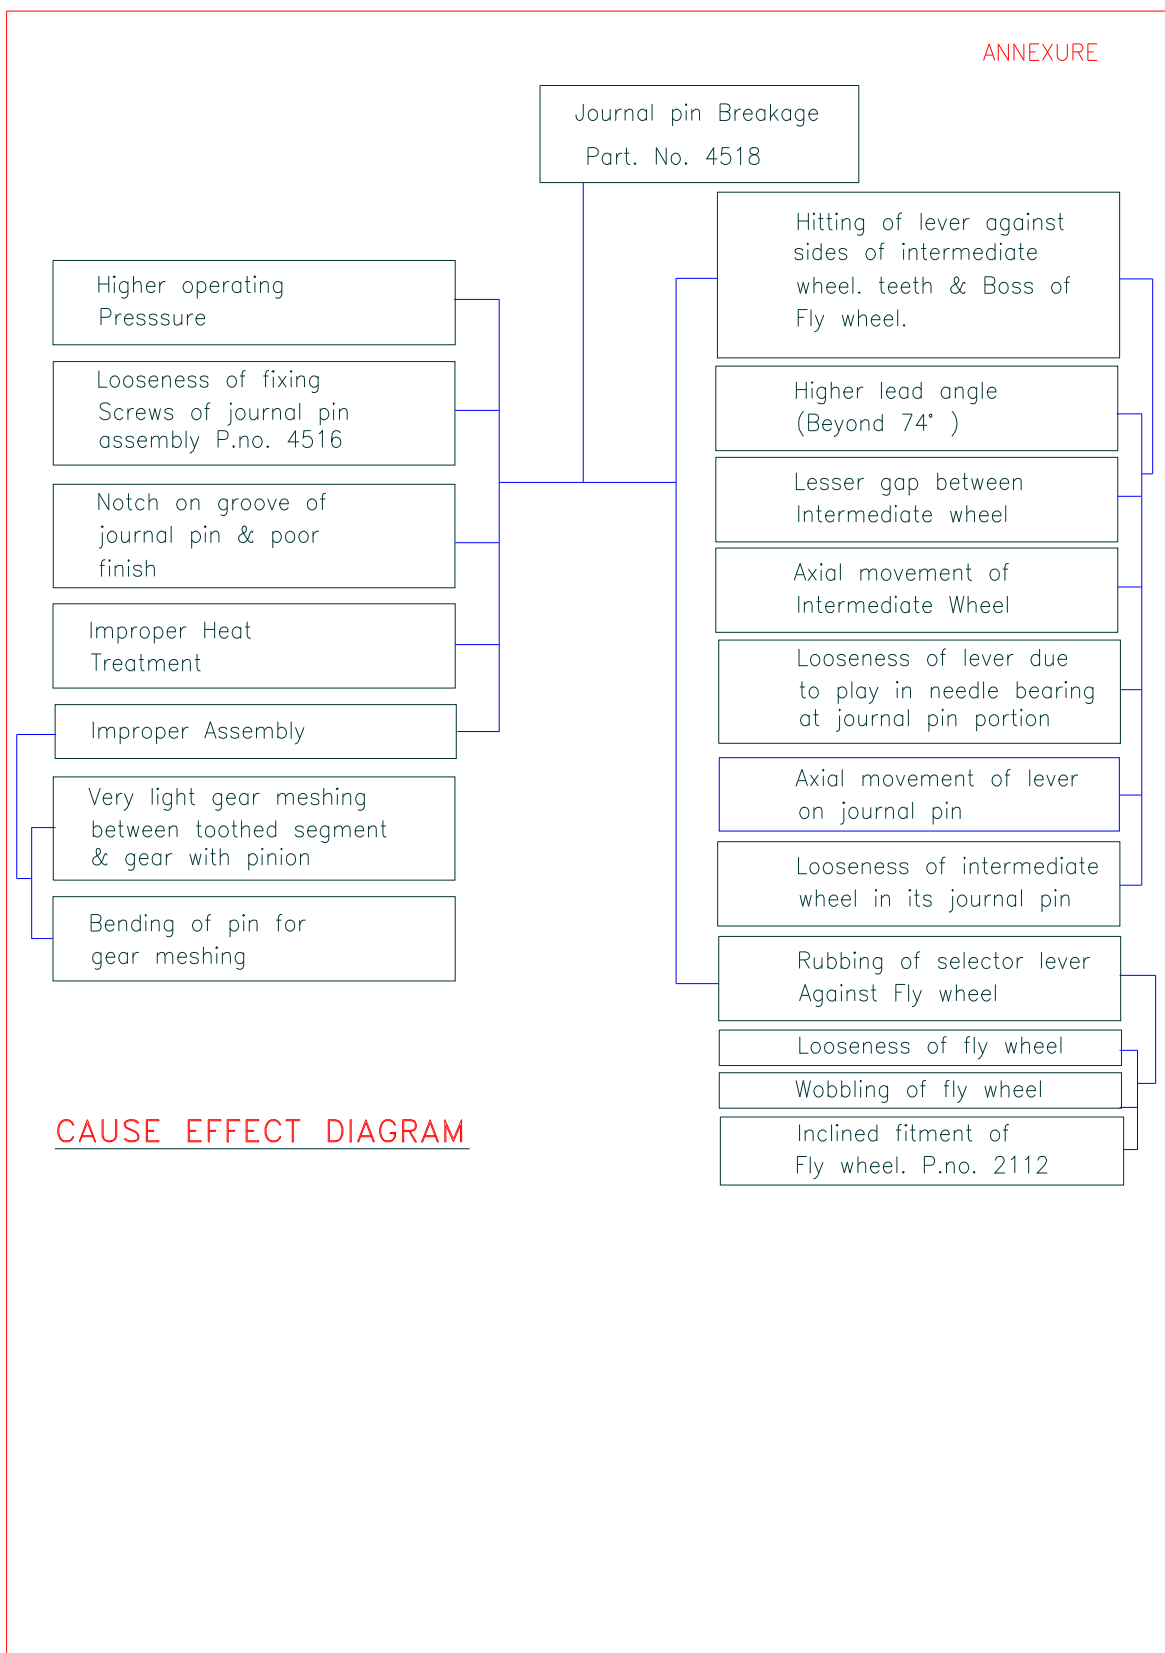 ANNEXURE
Journal pin Breakage
Part. No. 4518
Higher operating
Presssure
Looseness of fixing
Screws of journal pin
assembly P.no. 4516
Notch on groove of
journal pin & poor
finish
Improper Heat
Treatment
Improper Assembly
Very light gear meshing
between toothed segment
& gear with pinion
Bending of pin for
gear meshing
Hitting of lever against
sides of intermediate
wheel. teeth & Boss of
Fly wheel.
Higher lead angle
(Beyond 74° )
Lesser gap between
Intermediate wheel
Axial movement of
Intermediate Wheel
Looseness of lever due
to play in needle bearing
at journal pin portion
Axial movement of lever
on journal pin
Looseness of intermediate
wheel in its journal pin
Rubbing of selector lever
Against Fly wheel
Looseness of fly wheel
Wobbling of fly wheel
Inclined fitment of
Fly wheel. P.no. 2112
CAUSE EFFECT DIAGRAM